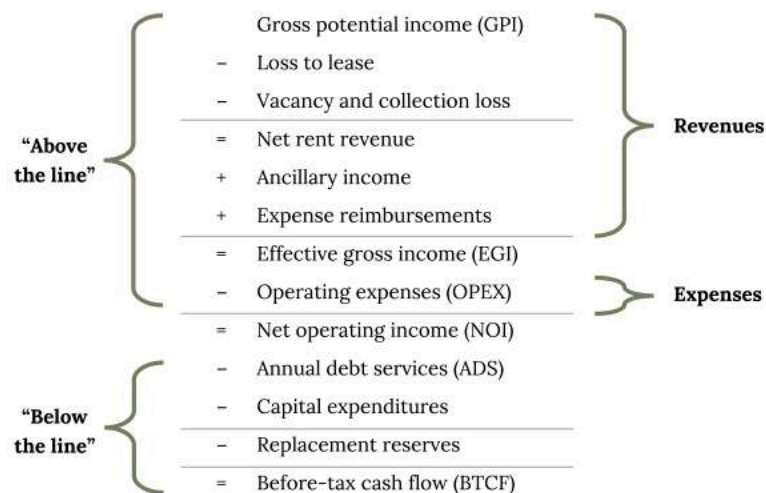 Gross potential income (GPI)
– Loss to lease
– Vacancy and collection loss
= Net rent revenue
+ Ancillary income
+ Expense reimbursements
= Effective gross income (EGI)
– Operating expenses (OPEX)
= Net operating income (NOI)
– Annual debt services (ADS)
– Capital expenditures
– Replacement reserves
= Before-tax cash flow (BTCF)
“Above
the line”
“Below
the line”
Revenues
Expenses